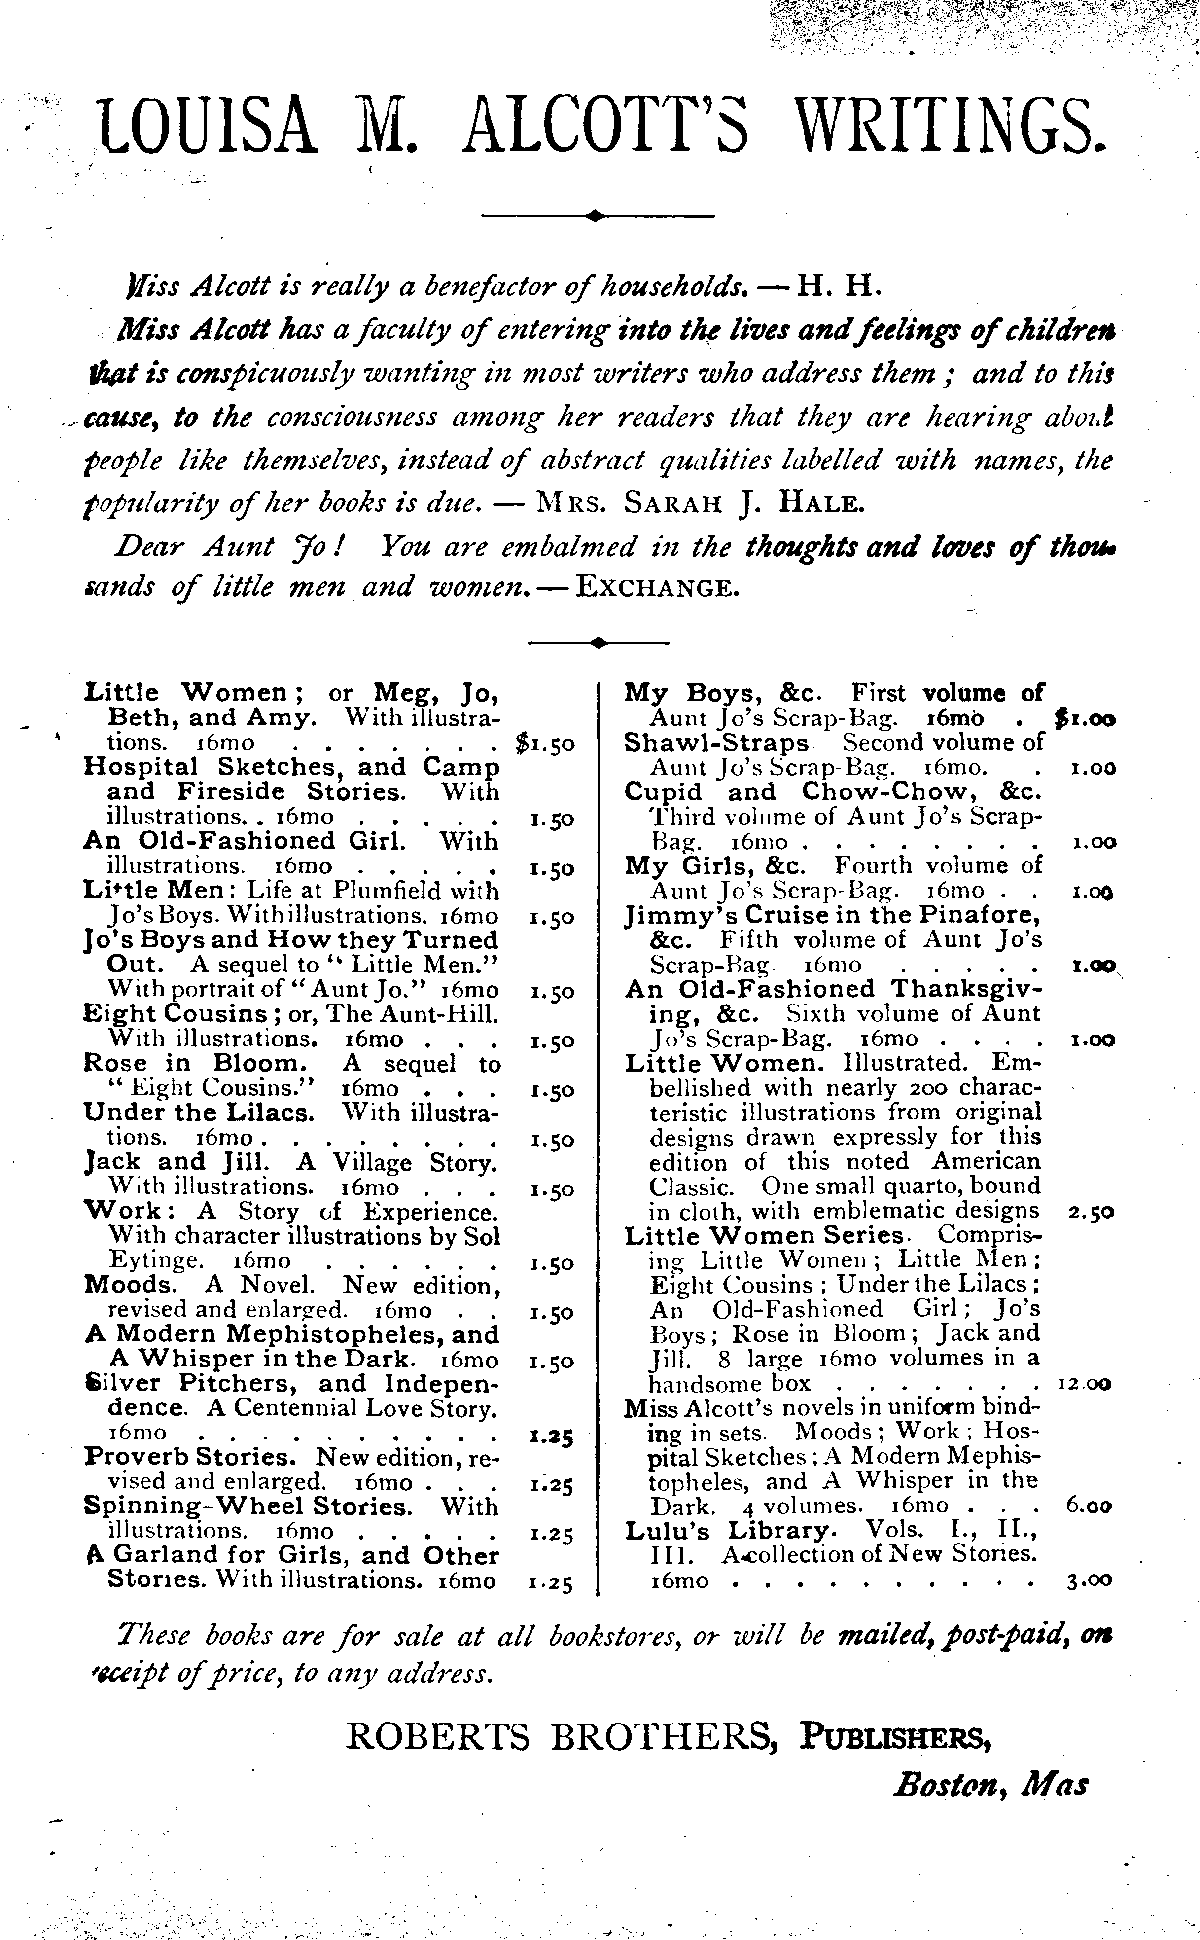 LOUISA M. ALCOTT'S WRITINGS.
Miss Alcott is really a benefactor of households. — H. H.
Miss Alcott has a faculty of entering into the lives and feelings of children
that is conspicuously wanting in most writers who address them ; and to this
cause, to the consciousness among her readers that they are hearing about
people like themselves, instead of abstract qualities labelled with names, the
popularity of her books is due. — MRS. SARAH J. HALE.
Dear Aunt Jo ! You are embalmed in the thoughts and loves of thou-
sands of little men and women. — EXCHANGE.
Little Women ; or Meg, Jo,
Beth, and Amy. With illustra-
tions. 16mo . . . . . . . $1.50
Hospital Sketches, and Camp
and Fireside Stories. With
illustrations. . 16mo . . . . . 1.50
An Old-Fashioned Girl. With
illustrations. 16mo . . . . . 1.50
Little Men : Life at Plumfield with
Jo's Boys. With illustrations. 16mo 1.50
Jo's Boys and How they Turned
Out. A sequel to "Little Men."
With portrait of "Aunt Jo." 16mo 1.50
Eight Cousins ; or, The Aunt-Hill.
With illustrations. 16mo . . . 1.50
Rose in Bloom. A sequel to
"Eight Cousins." 16mo . . . 1.50
Under the Lilacs. With illustra-
tions. 16mo . . . . . . . . 1.50
Jack and Jill. A Village Story.
With illustrations. 16mo . . . 1.50
Work : A Story of Experience.
With character illustrations by Sol
Eytinge. 16mo . . . . . . 1.50
Moods. A Novel. New edition,
revised and enlarged. 16mo . . 1.50
A Modern Mephistopheles, and
A Whisper in the Dark. 16mo 1.50
Silver Pitchers, and Indepen-
dence. A Centennial Love Story.
16mo . . . . . . . . . . 1.25
Proverb Stories. New edition, re-
vised and enlarged. 16mo . . . 1.25
Spinning-Wheel Stories. With
illustrations. 16mo . . . . . 1.25
A Garland for Girls, and Other
Stories. With illustrations. 16mo 1.25
My Boys, &c. First volume of
Aunt Jo's Scrap-Bag. 16mo . $1.00
Shawl-Straps Second volume of
Aunt Jo's Scrap-Bag. 16mo. . 1.00
Cupid and Chow-Chow, &c.
Third volume of Aunt Jo's Scrap-
Bag. 16mo . . . . . . . . 1.00
My Girls, &c. Fourth volume of
Aunt Jo's Scrap-Bag. 16mo . . 1.00
Jimmy's Cruise in the Pinafore,
&c. Fifth volume of Aunt Jo's
Scrap-Bag. 16mo . . . . . 1.00
An Old-Fashioned Thanksgiv-
ing, &c. Sixth volume of Aunt
Jo's Scrap-Bag. 16mo . . . . 1.00
Little Women. Illustrated. Em-
bellished with nearly 200 charac-
teristic illustrations from original
designs drawn expressly for this
edition of this noted American
Classic. One small quarto, bound
in cloth, with emblematic designs 2.50
Little Women Series. Compris-
ing Little Women ; Little Men ;
Eight Cousins ; Under the Lilacs ;
An Old-Fashioned Girl ; Jo's
Boys ; Rose in Bloom ; Jack and
Jill. 8 large 16mo volumes in a
handsome box . . . . . . . 12.00
Miss Alcott's novels in uniform bind-
ing in sets. Moods ; Work ; Hos-
pital Sketches ; A Modern Mephis-
topheles, and A Whisper in the
Dark. 4 volumes. 16mo . . . 6.00
Lulu's Library. Vols. I., II.,
III. A collection of New Stories.
16mo . . . . . . . . . . 3.00
These books are for sale at all bookstores, or will be mailed, post-paid, on
receipt of price, to any address.
ROBERTS BROTHERS, PUBLISHERS,
Boston, Mas